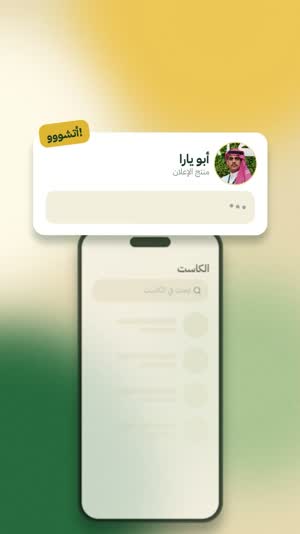 أتشووو!
أبو يارا
منتج الإعلان
الكاست
ابحث في الكاست